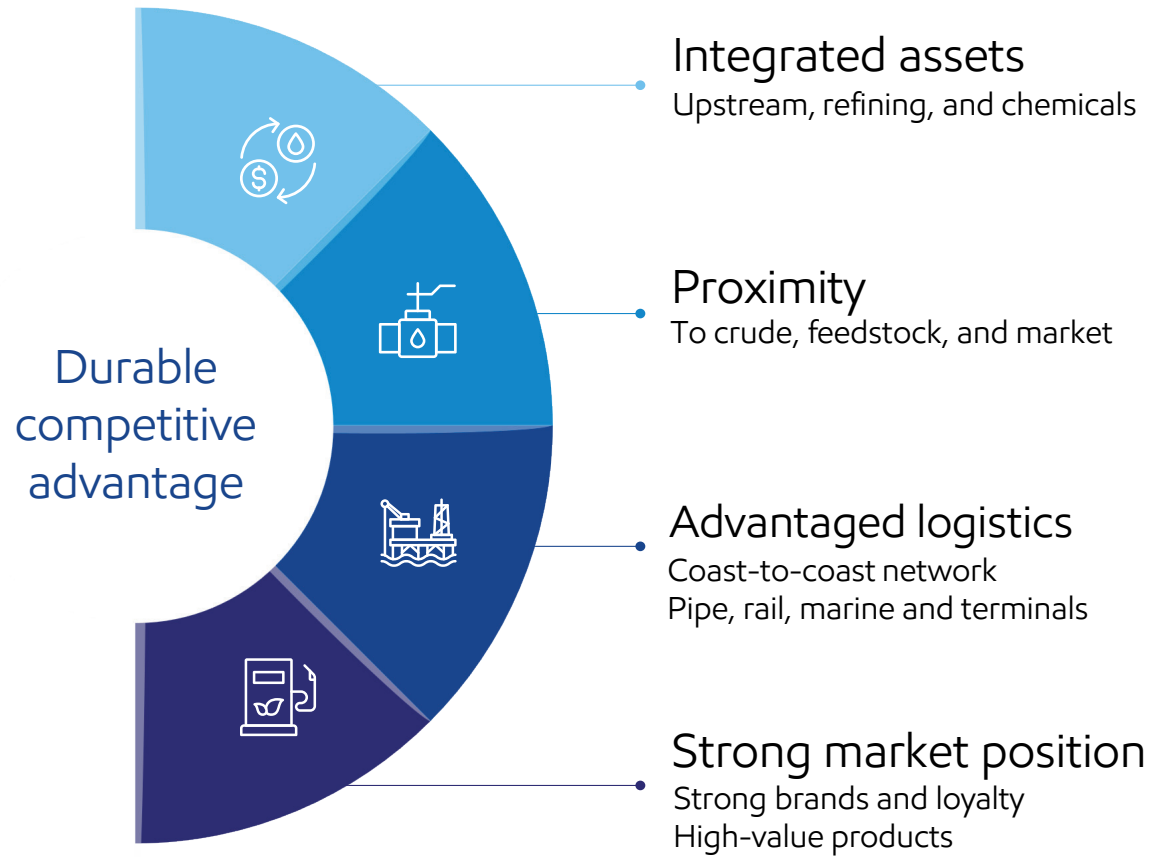 Integrated assets
Upstream, refining, and chemicals
Proximity
To crude, feedstock, and market
Durable
competitive
advantage
Advantaged logistics
Coast-to-coast network
Pipe, rail, marine and terminals
Strong market position
Strong brands and loyalty
High-value products
$